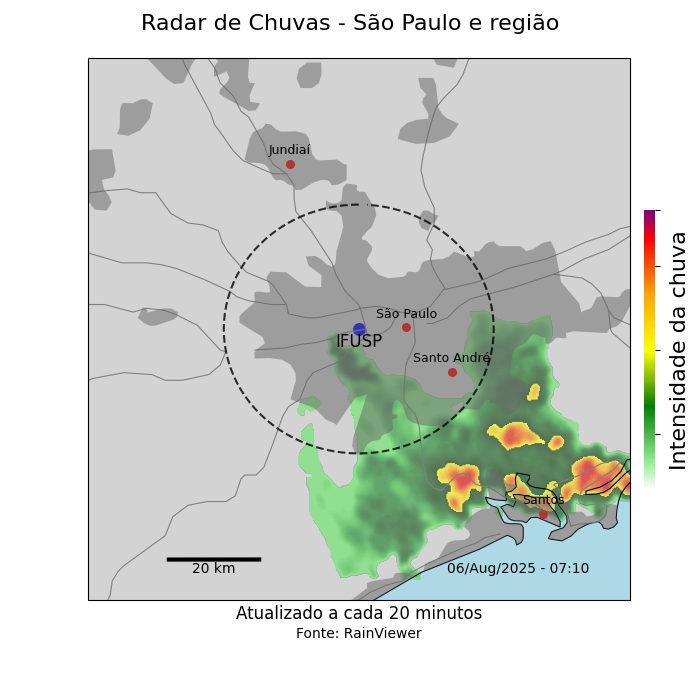 Radar de Chuvas - São Paulo e região
Jundiaí
São Paulo
IFUSP
Santo André
Santos
20 km
06/Aug/2025 - 07:10
Intensidade da chuva
Atualizado a cada 20 minutos
Fonte: RainViewer